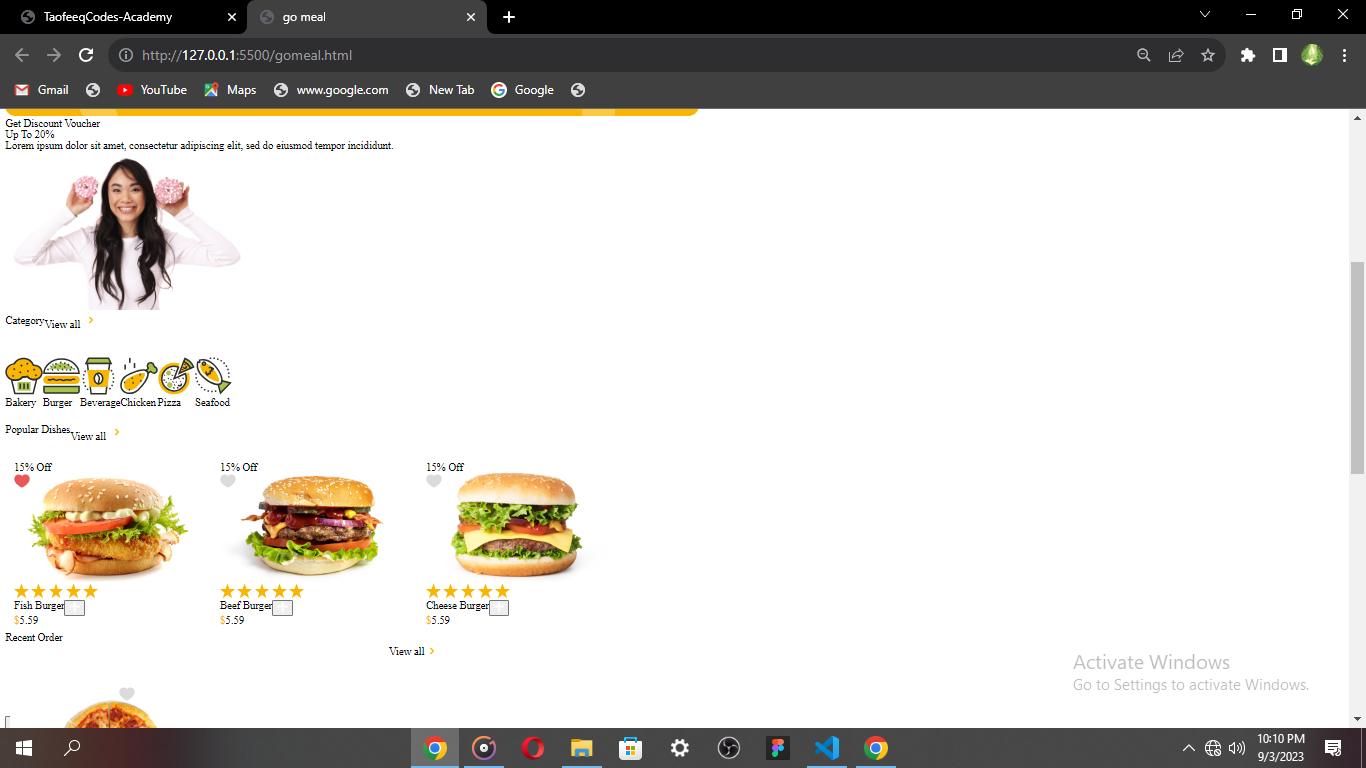 TaofeeqCodes-Academy
go meal
http://127.0.0.1:5500/gomeal.html
Gmail
YouTube
Maps
www.google.com
New Tab
Google
Get Discount Voucher
Up To 20%
Lorem ipsum dolor sit amet, consectetur adipiscing elit, sed do eiusmod tempor incididunt.
Category View all
Bakery Burger Beverage Chicken Pizza Seafood
Popular Dishes View all
15% Off 15% Off 15% Off
Fish Burger + Beef Burger + Cheese Burger +
$5.59 $5.59 $5.59
Recent Order
View all
Activate Windows
Go to Settings to activate Windows.
10:10 PM
9/3/2023